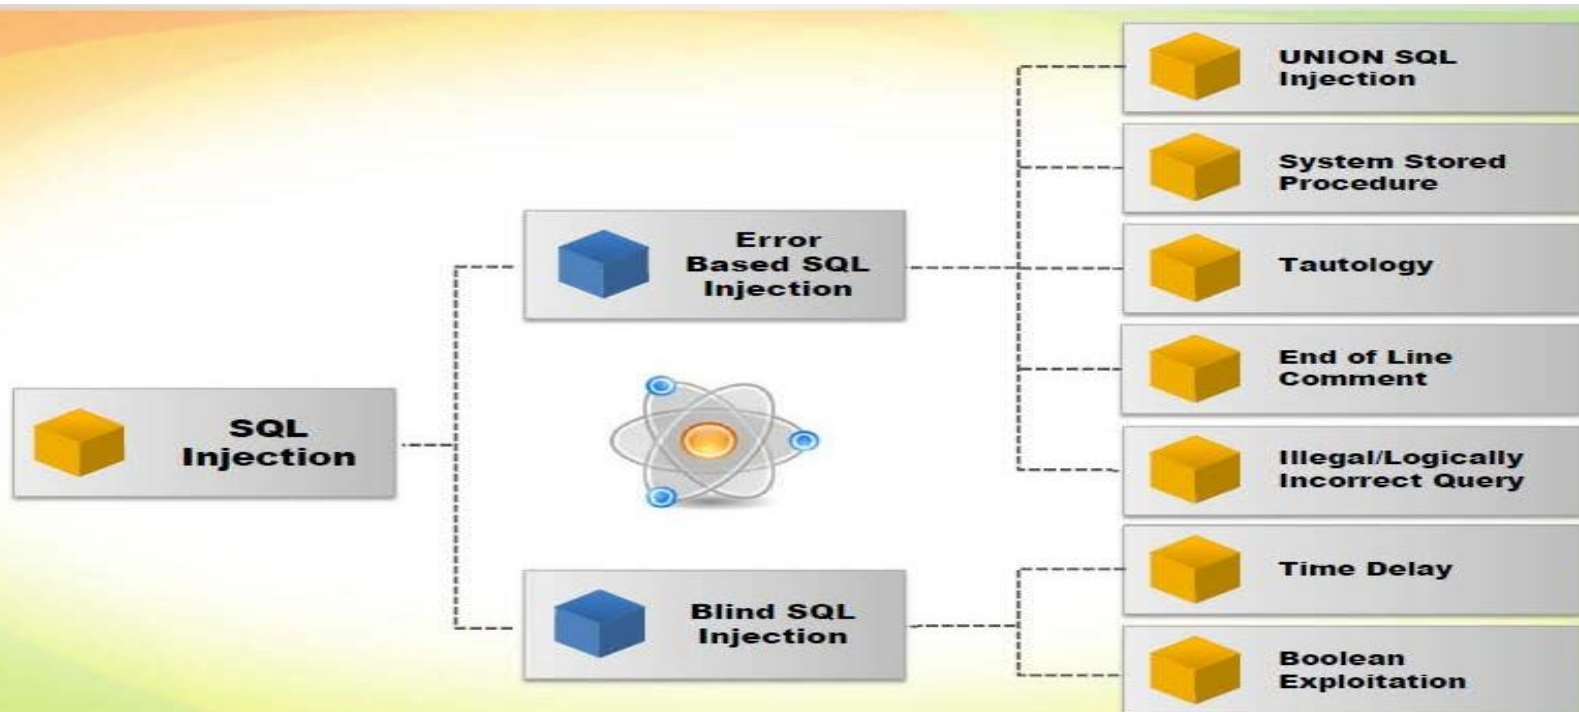 SQL
Injection
Error
Based SQL
Injection
Blind SQL
Injection
UNION SQL
Injection
System Stored
Procedure
Tautology
End of Line
Comment
Illegal/Logically
Incorrect Query
Time Delay
Boolean
Exploitation